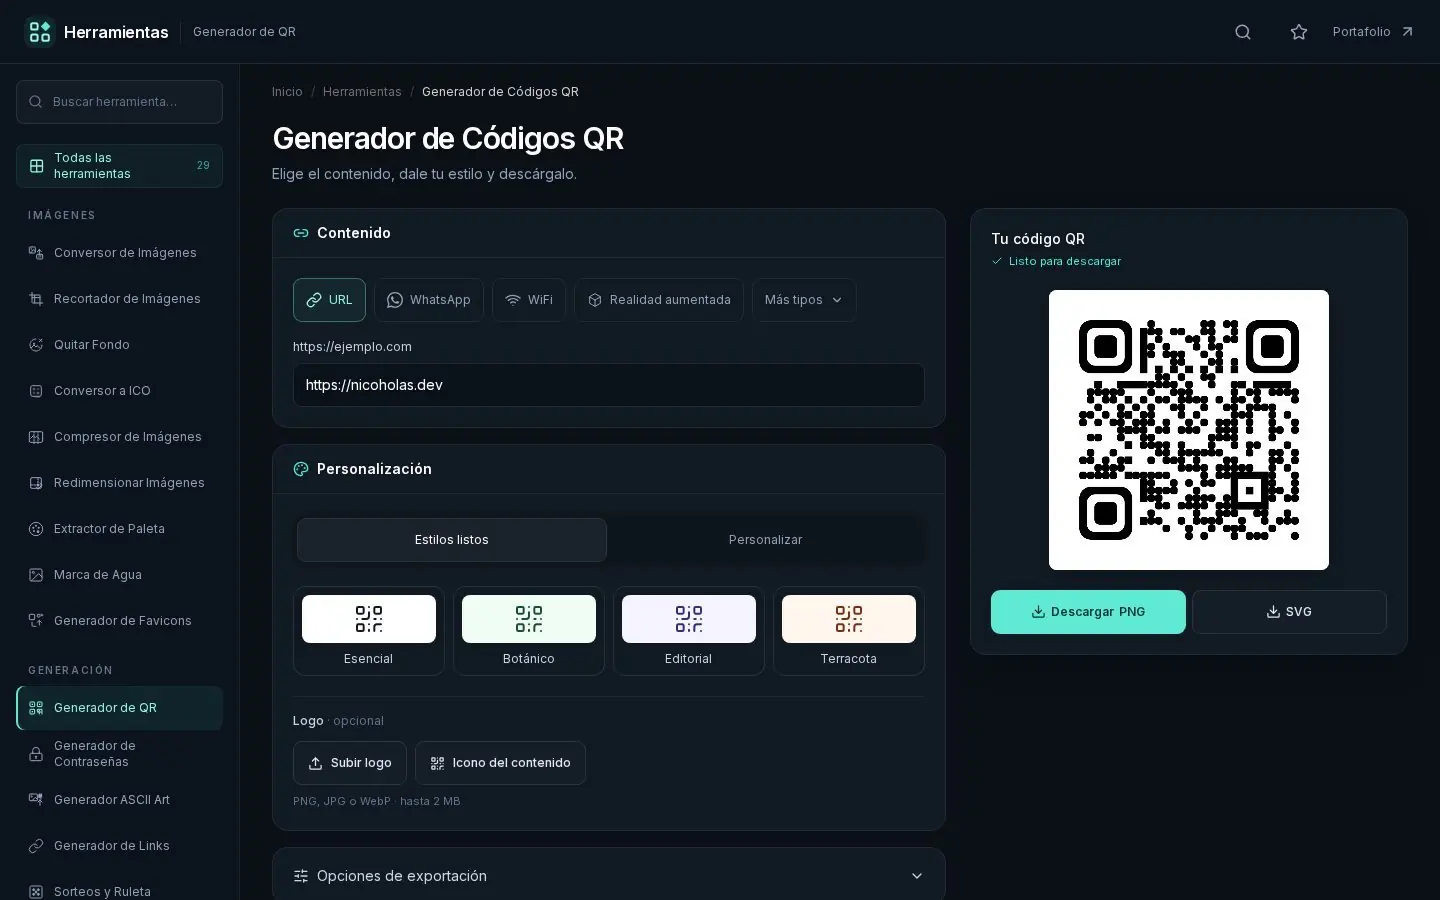 Herramientas
Generador de QR
Portafolio
Buscar herramienta...
Todas las
herramientas
29
IMÁGENES
Conversor de Imágenes
Recortador de Imágenes
Quitar Fondo
Conversor a ICO
Compresor de Imágenes
Redimensionar Imágenes
Extractor de Paleta
Marca de Agua
Generador de Favicons
GENERACIÓN
Generador de QR
Generador de
Contraseñas
Generador ASCII Art
Generador de Links
Sorteos y Ruleta
Inicio / Herramientas / Generador de Códigos QR
Generador de Códigos QR
Elige el contenido, dale tu estilo y descárgalo.
Contenido
URL
WhatsApp
WiFi
Realidad aumentada
Más tipos
https://ejemplo.com
https://nicoholas.dev
Personalización
Estilos listos
Personalizar
Esencial
Botánico
Editorial
Terracota
Logo · opcional
Subir logo
Icono del contenido
PNG, JPG o WebP · hasta 2 MB
Opciones de exportación
Tu código QR
Listo para descargar
Descargar PNG
SVG